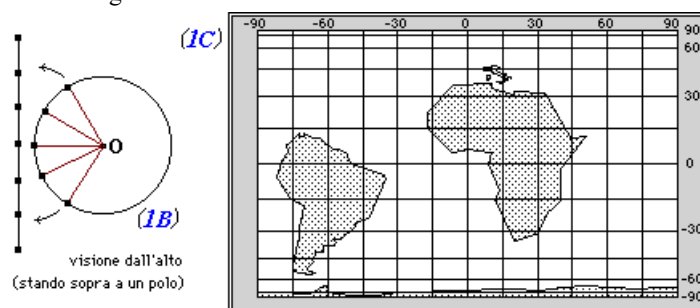 (1C)
-90 -60 -30 0 30 60 90
90
60
30
0
-30
-60
-90
O
(1B)
visione dall'alto
(stando sopra a un polo)